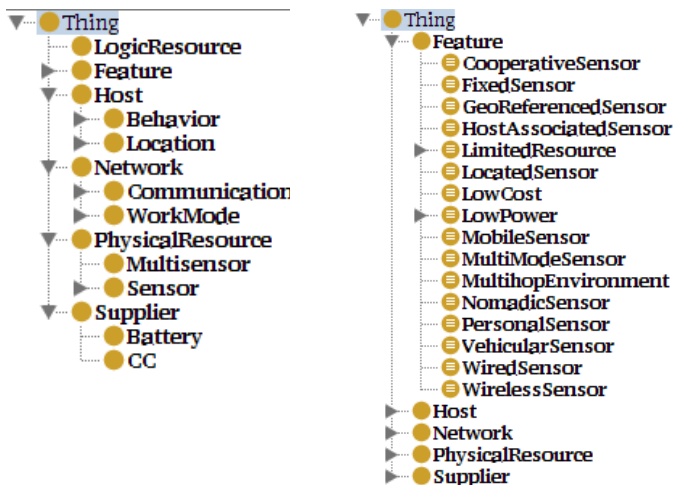 Thing
LogicResource
Feature
Host
Behavior
Location
Network
Communication
WorkMode
PhysicalResource
Multisensor
Sensor
Supplier
Battery
CC
Thing
Feature
CooperativeSensor
FixedSensor
GeoReferencedSensor
HostAssociatedSensor
LimitedResource
LocatedSensor
LowCost
LowPower
MobileSensor
MultiModeSensor
MultihopEnvironment
NomadicSensor
PersonalSensor
VehicularSensor
WiredSensor
WirelessSensor
Host
Network
PhysicalResource
Supplier